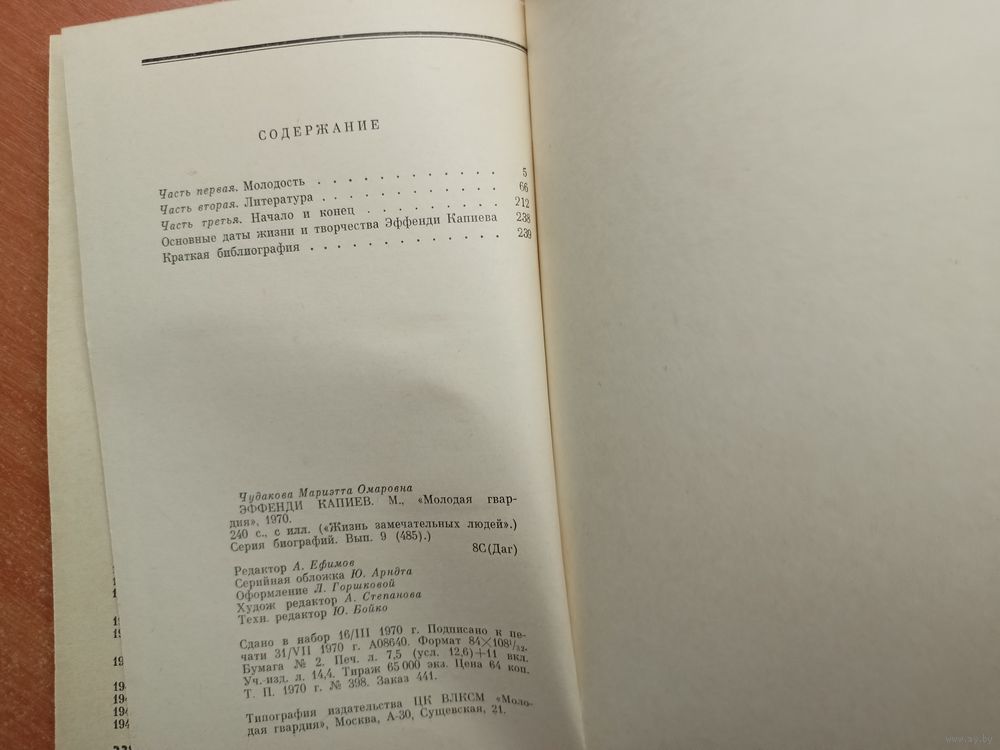 СОДЕРЖАНИЕ
Часть первая. Молодость . . . . . . . . . . . . 5
Часть вторая. Литература . . . . . . . . . . . . 66
Часть третья. Начало и конец . . . . . . . . . 212
Основные даты жизни и творчества Эффенди Капиева 238
Краткая библиография . . . . . . . . . . . . . 239
Чудакова Мариэтта Омаровна
ЭФФЕНДИ КАПИЕВ. М., «Молодая гвар-
дия», 1970.
240 с., с илл. («Жизнь замечательных людей».)
Серия биографий. Вып. 9 (485).)
8С(Даг)
Редактор А. Ефимов
Серийная обложка Ю. Арндта
Оформление Л. Горшковой
Худож редактор А. Степанова
Техн. редактор Ю. Бойко
Сдано в набор 16/III 1970 г. Подписано к пе-
чати 31/VII 1970 г. А08640. Формат 84×108¹/₃₂.
Бумага № 2. Печ. л. 7,5 (усл. 12,6)+11 вкл.
Уч.-изд. л. 14,4. Тираж 65 000 экз. Цена 64 коп.
Т. П. 1970 г. № 398. Заказ 441.
Типография издательства ЦК ВЛКСМ «Моло-
дая гвардия», Москва, А-30, Сущевская, 21.
www.ay.by